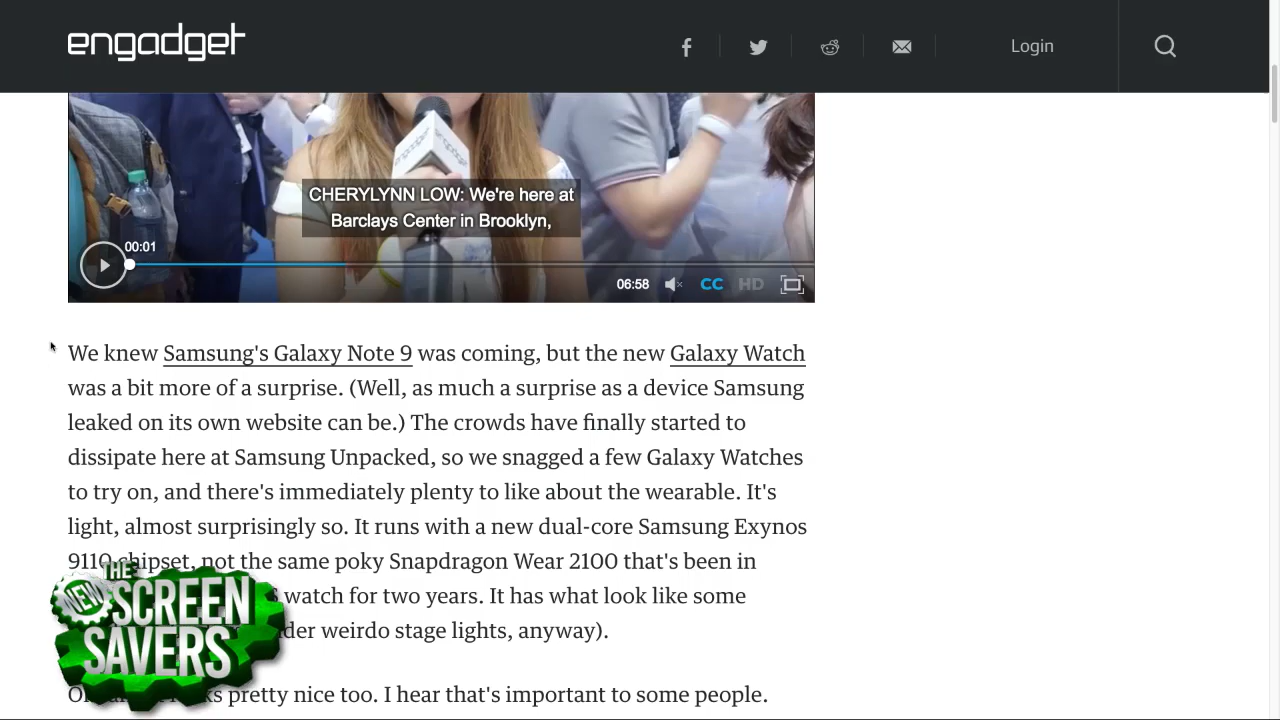 engadget
Login
engadget
CHERYLYNN LOW: We're here at
Barclays Center in Brooklyn,
00:01
06:58
CC
HD
We knew Samsung's Galaxy Note 9 was coming, but the new Galaxy Watch
was a bit more of a surprise. (Well, as much a surprise as a device Samsung
leaked on its own website can be.) The crowds have finally started to
dissipate here at Samsung Unpacked, so we snagged a few Galaxy Watches
to try on, and there's immediately plenty to like about the wearable. It's
light, almost surprisingly so. It runs with a new dual-core Samsung Exynos
9110 chipset, not the same poky Snapdragon Wear 2100 that's been in
watch for two years. It has what look like some
weirdo stage lights, anyway).
pretty nice too. I hear that's important to some people.
THE
NEW
SCREEN
SAVERS